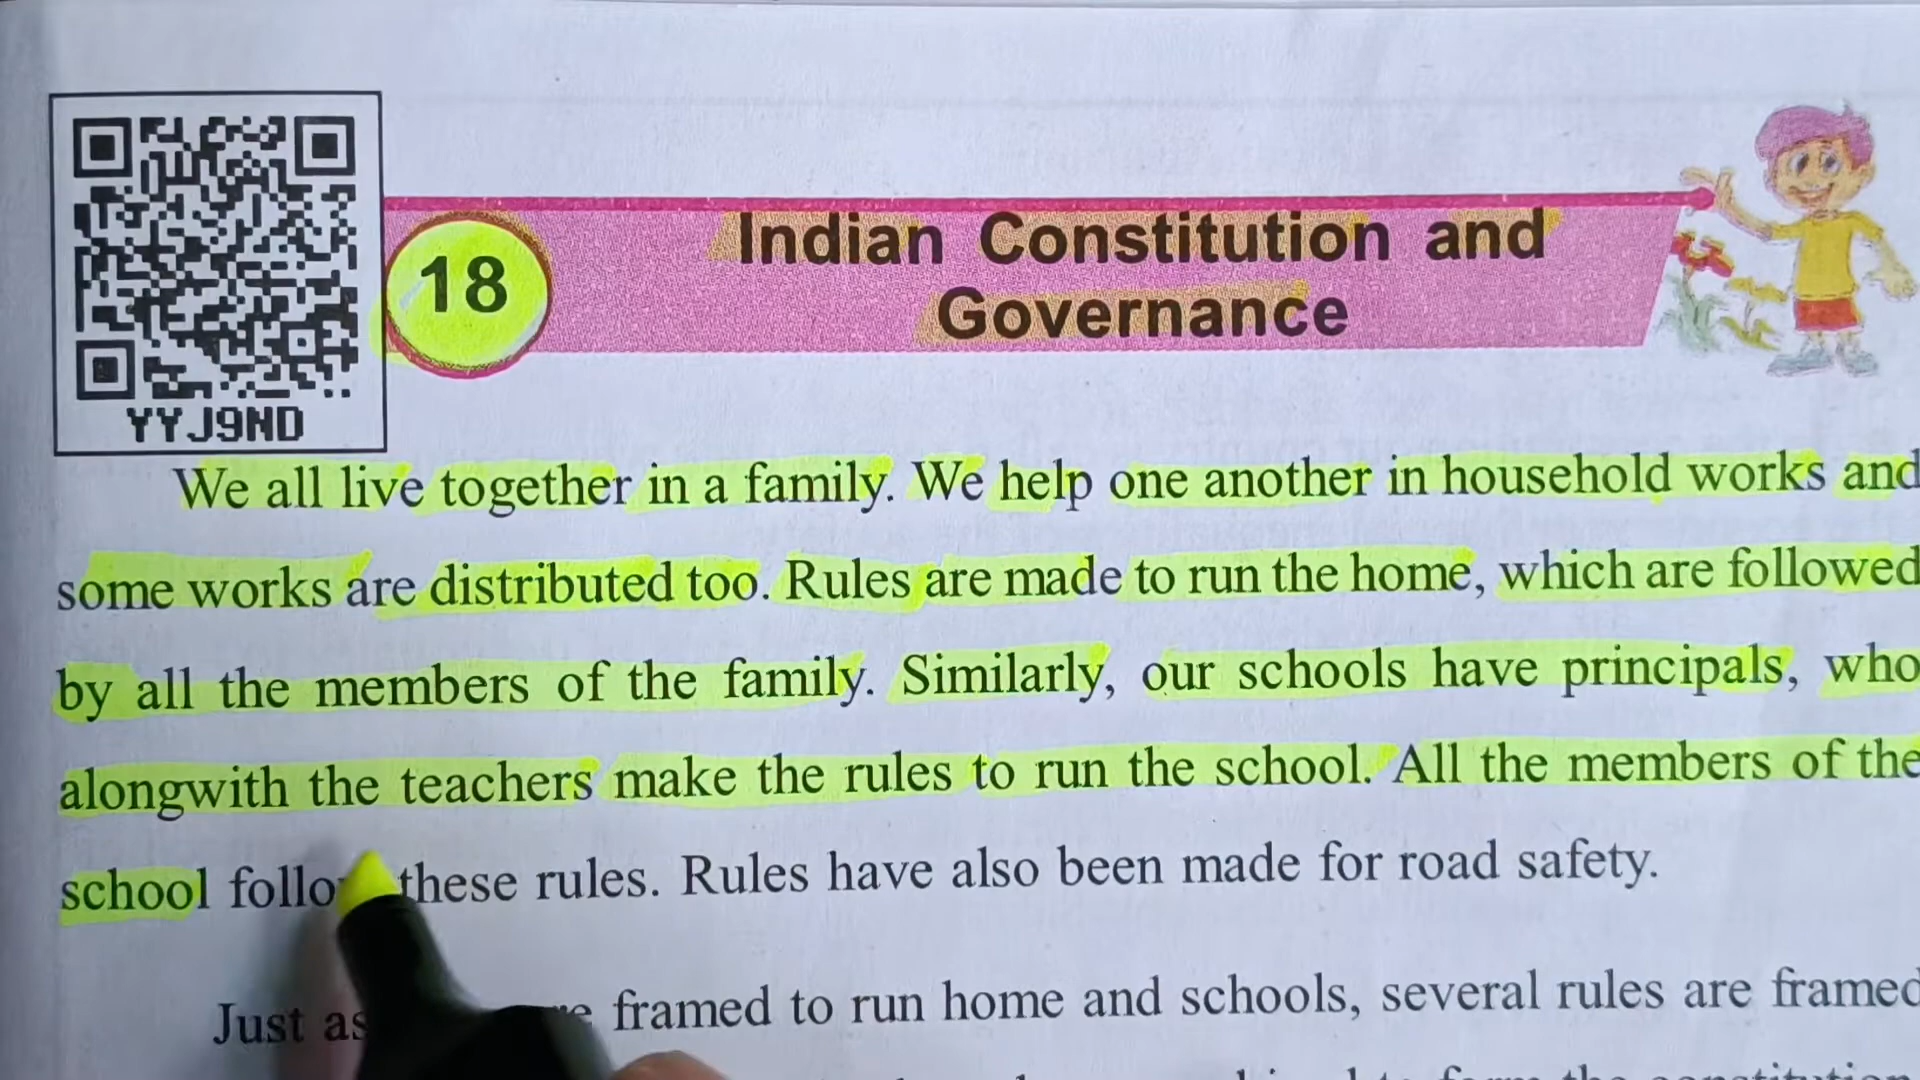 YYJ9ND
18
Indian Constitution and
Governance
We all live together in a family. We help one another in household works and
some works are distributed too. Rules are made to run the home, which are followed
by all the members of the family. Similarly, our schools have principals, who
alongwith the teachers make the rules to run the school. All the members of the
school these rules. Rules have also been made for road safety.
Just as framed to run home and schools, several rules are framed
to form the constitution